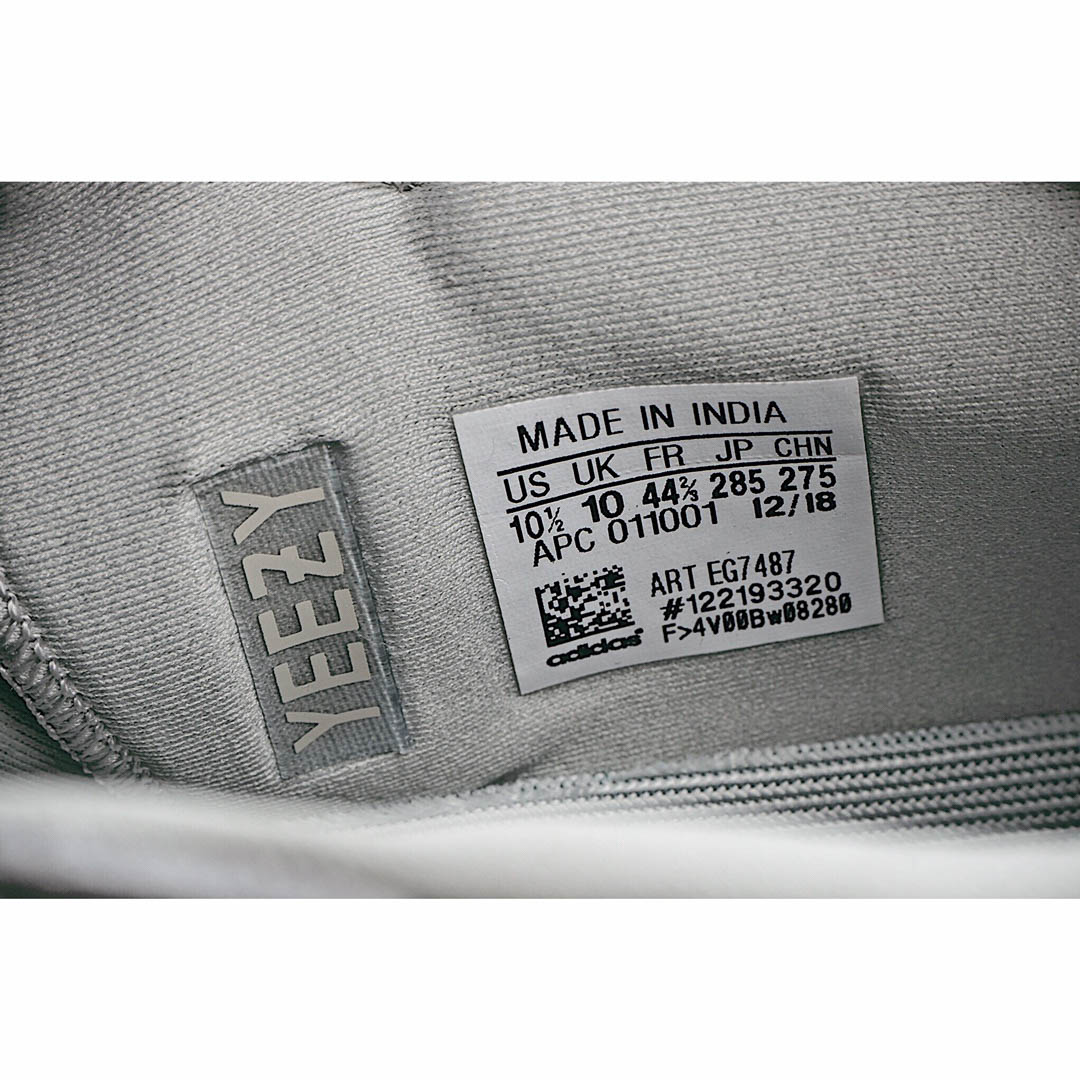 YEEZY
MADE IN INDIA
US UK FR JP CHN
10½ 10 44⅔ 285 275
APC 011001 12/18
ART EG7487
#122193320
F>4V00Bw08280
adidas